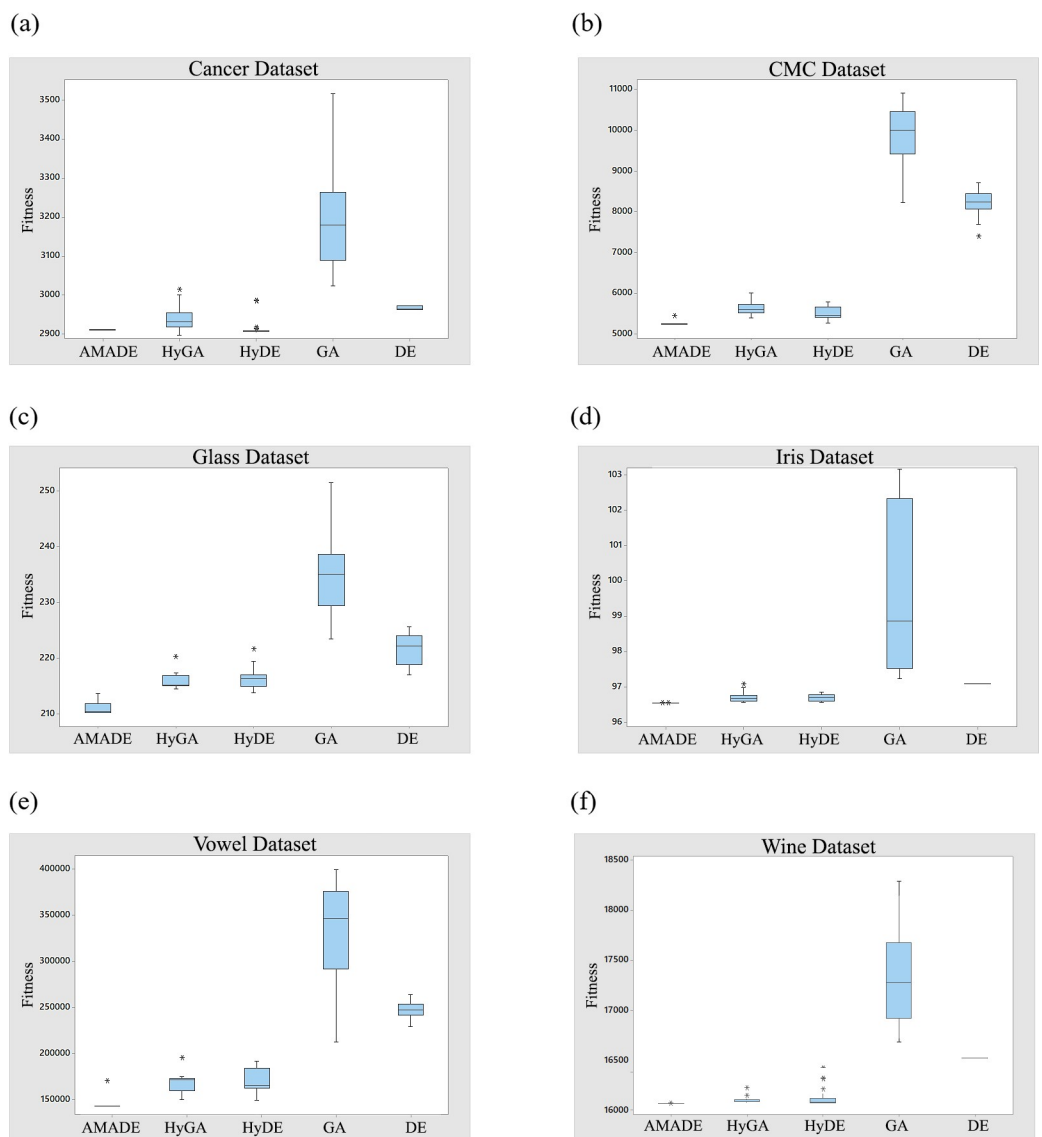 (a)
Cancer Dataset
Fitness
3500
3400
3300
3200
3100
3000
2900
AMADE HyGA HyDE GA DE
(b)
CMC Dataset
Fitness
11000
10000
9000
8000
7000
6000
5000
AMADE HyGA HyDE GA DE
(c)
Glass Dataset
Fitness
250
240
230
220
210
AMADE HyGA HyDE GA DE
(d)
Iris Dataset
Fitness
103
102
101
100
99
98
97
96
AMADE HyGA HyDE GA DE
(e)
Vowel Dataset
Fitness
400000
350000
300000
250000
200000
150000
AMADE HyGA HyDE GA DE
(f)
Wine Dataset
Fitness
18500
18000
17500
17000
16500
16000
AMADE HyGA HyDE GA DE